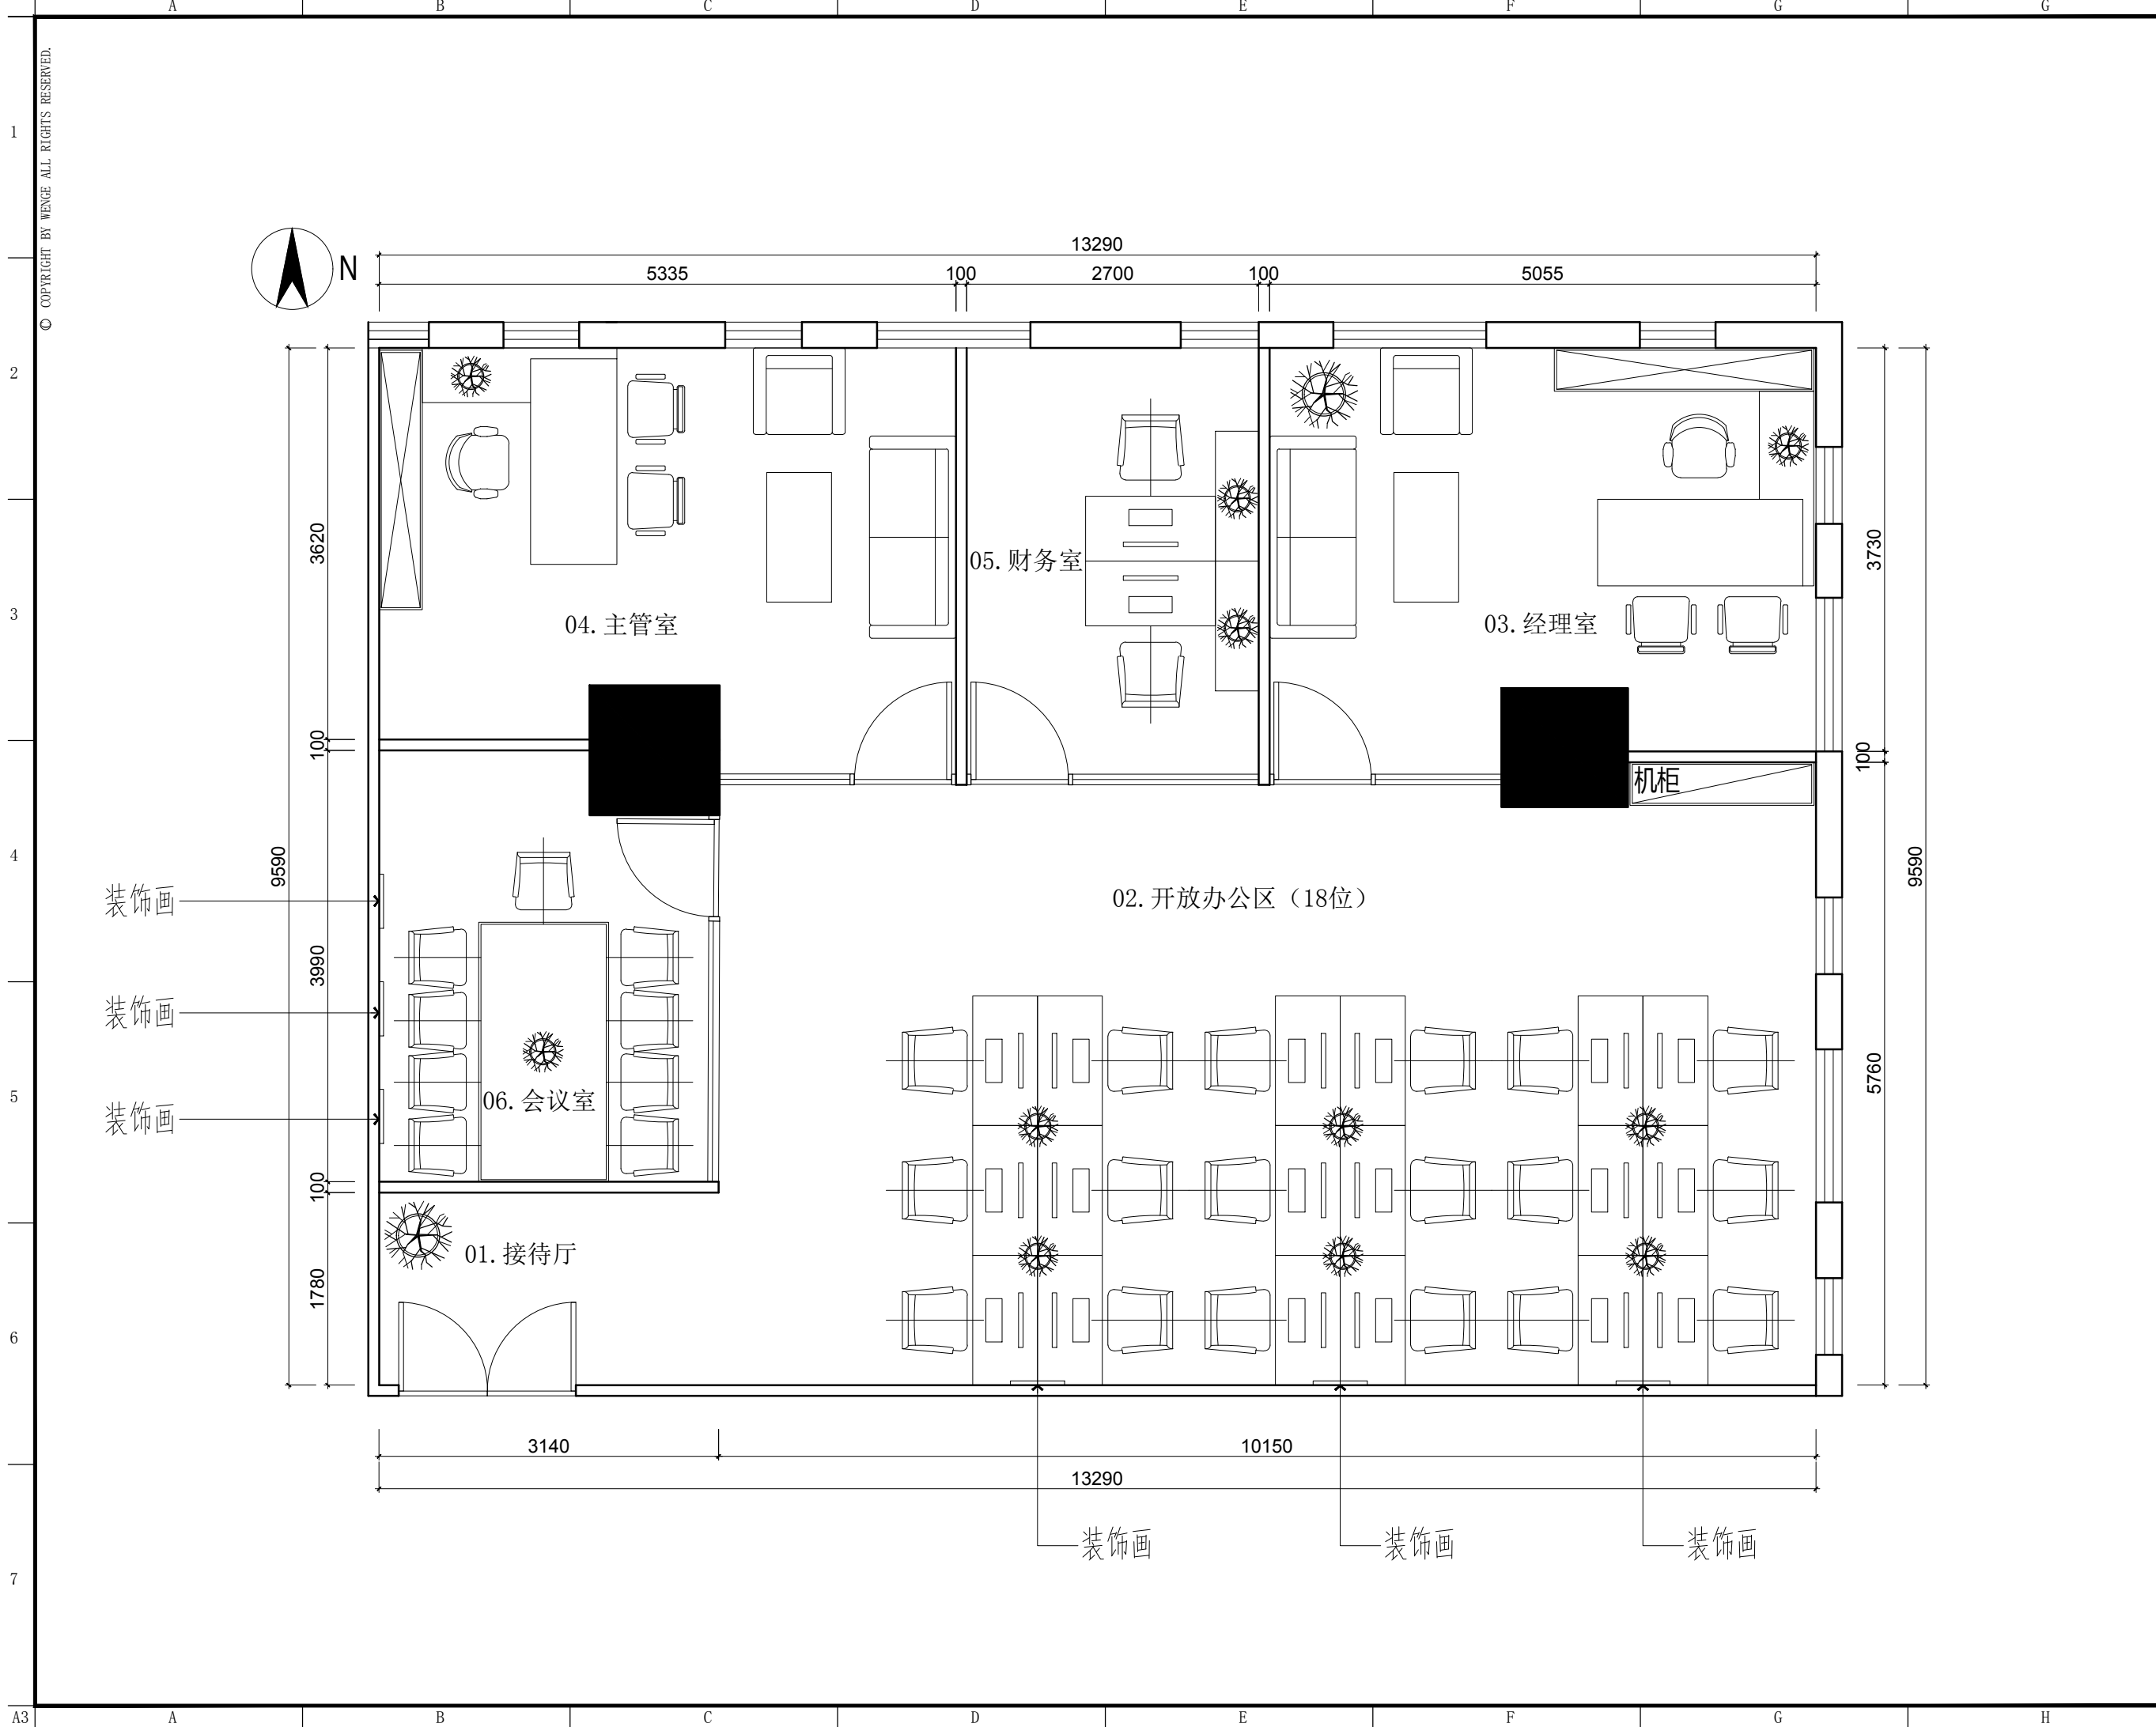 A B C D E F G G
© COPYRIGHT BY WENGE ALL RIGHTS RESERVED.
1
2
3
4
5
6
7
N
13290
5335 100 2700 100 5055
9590
3620
100
3990
100
1780
3730
100
5760
9590
04.主管室
05.财务室
03.经理室
机柜
02.开放办公区（18位）
装饰画
装饰画
装饰画
06.会议室
01.接待厅
3140 10150
13290
装饰画 装饰画 装饰画
A3 A B C D E F G H